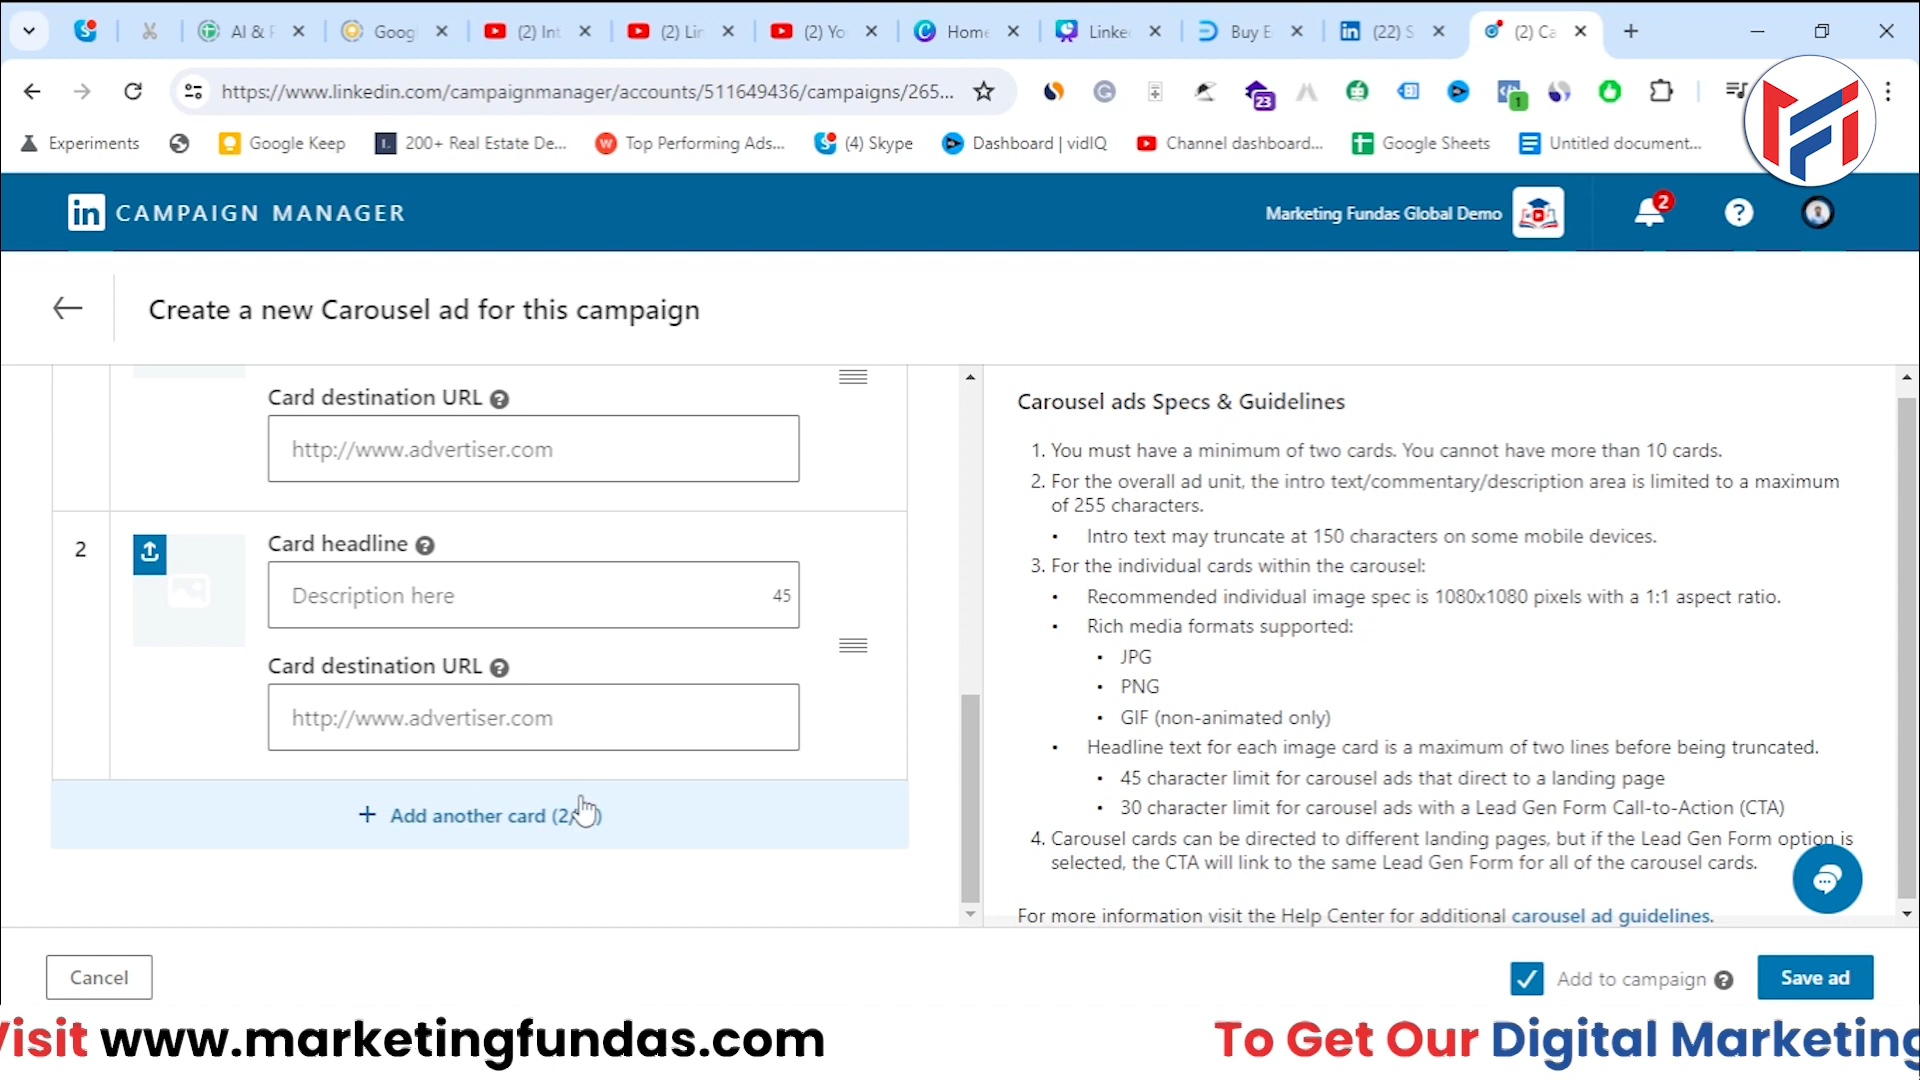 AI & F
Goog
(2) Int
(2) Lin
(2) Yo
Home
Linke
Buy E
(22) S
(2) Ca
https://www.linkedin.com/campaignmanager/accounts/511649436/campaigns/265...
23
1
Experiments
Google Keep
200+ Real Estate De...
Top Performing Ads...
(4) Skype
Dashboard | vidIQ
Channel dashboard...
Google Sheets
Untitled document...
in CAMPAIGN MANAGER
Marketing Fundas Global Demo
2
Create a new Carousel ad for this campaign
Card destination URL
http://www.advertiser.com
2
Card headline
Description here
45
Card destination URL
http://www.advertiser.com
+ Add another card (2/
Carousel ads Specs & Guidelines
1. You must have a minimum of two cards. You cannot have more than 10 cards.
2. For the overall ad unit, the intro text/commentary/description area is limited to a maximum
of 255 characters.
• Intro text may truncate at 150 characters on some mobile devices.
3. For the individual cards within the carousel:
• Recommended individual image spec is 1080x1080 pixels with a 1:1 aspect ratio.
• Rich media formats supported:
• JPG
• PNG
• GIF (non-animated only)
• Headline text for each image card is a maximum of two lines before being truncated.
• 45 character limit for carousel ads that direct to a landing page
• 30 character limit for carousel ads with a Lead Gen Form Call-to-Action (CTA)
4. Carousel cards can be directed to different landing pages, but if the Lead Gen Form option is
selected, the CTA will link to the same Lead Gen Form for all of the carousel cards.
For more information visit the Help Center for additional carousel ad guidelines.
Cancel
Add to campaign
Save ad
Visit www.marketingfundas.com
To Get Our Digital Marketing